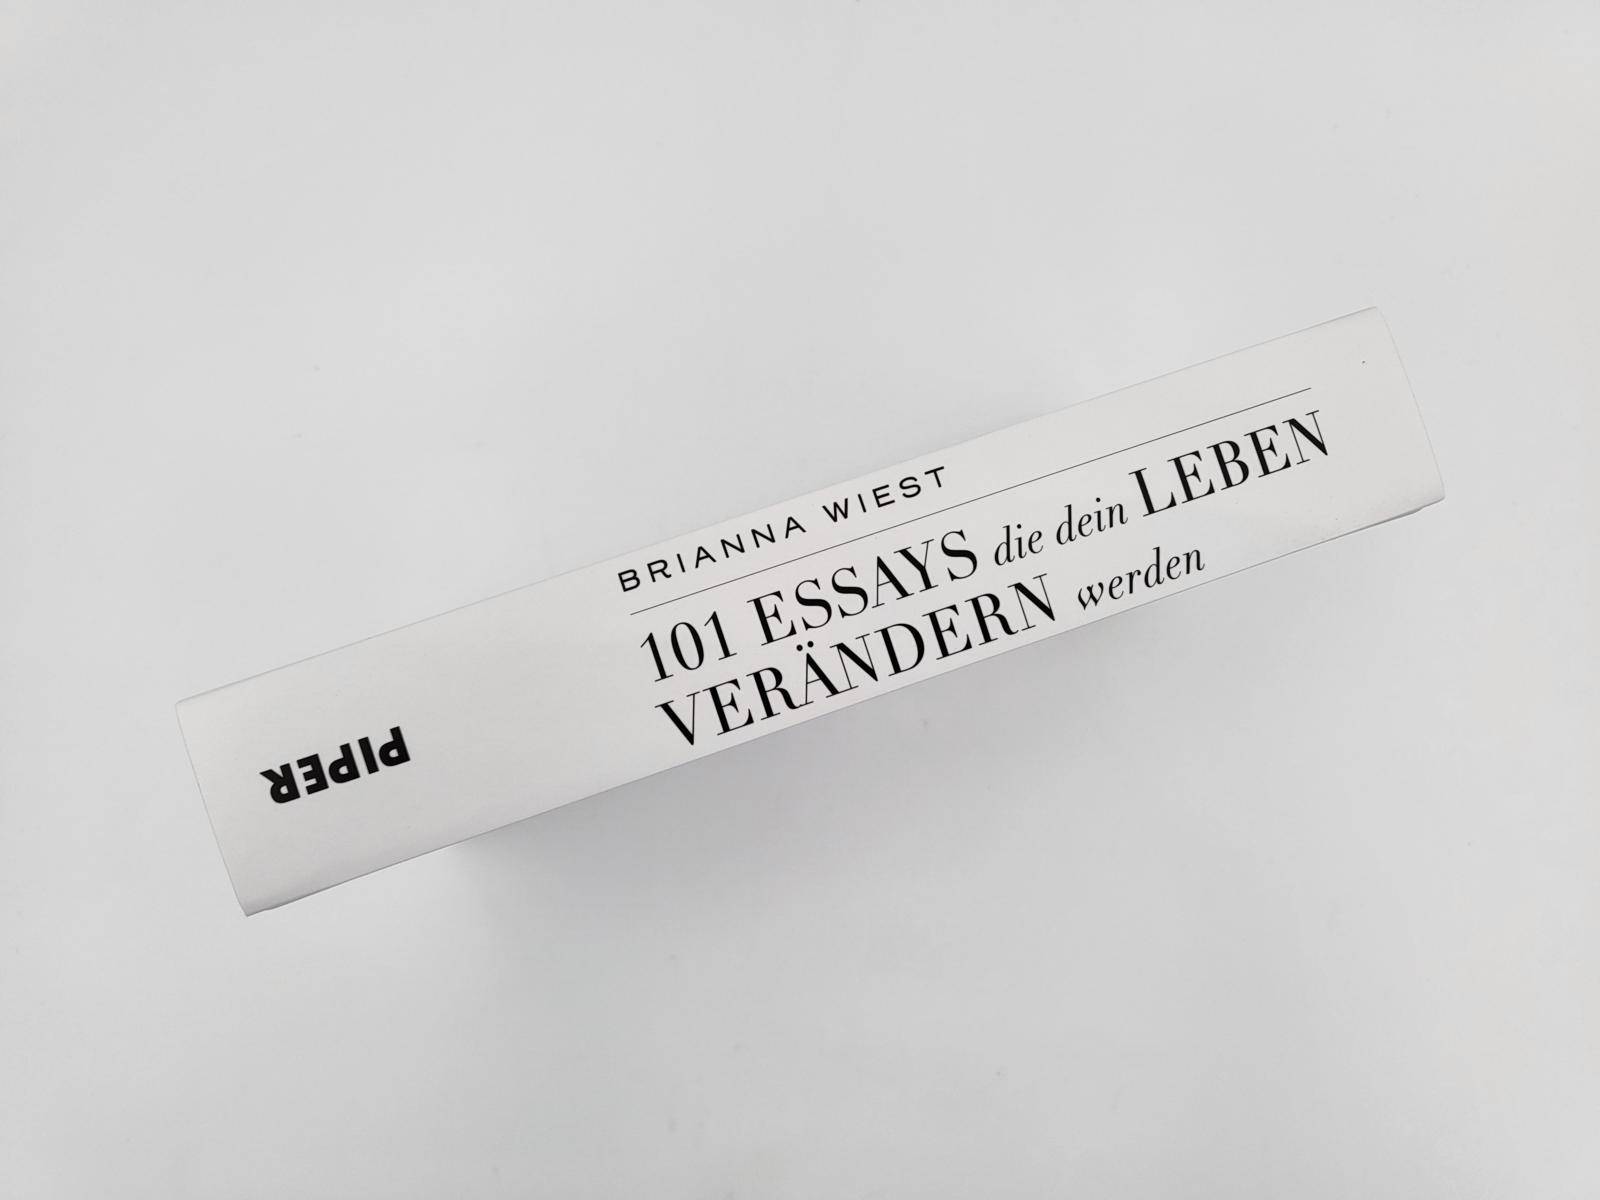 BRIANNA WIEST
101 ESSAYS die dein LEBEN
VERÄNDERN werden
PIPER